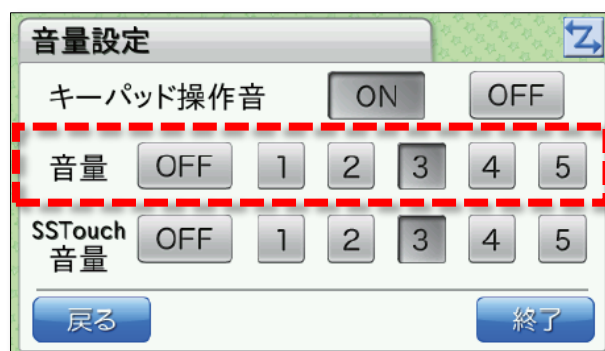 音量設定
キーパッド操作音 ON OFF
音量 OFF 1 2 3 4 5
SSTouch
音量 OFF 1 2 3 4 5
戻る 終了